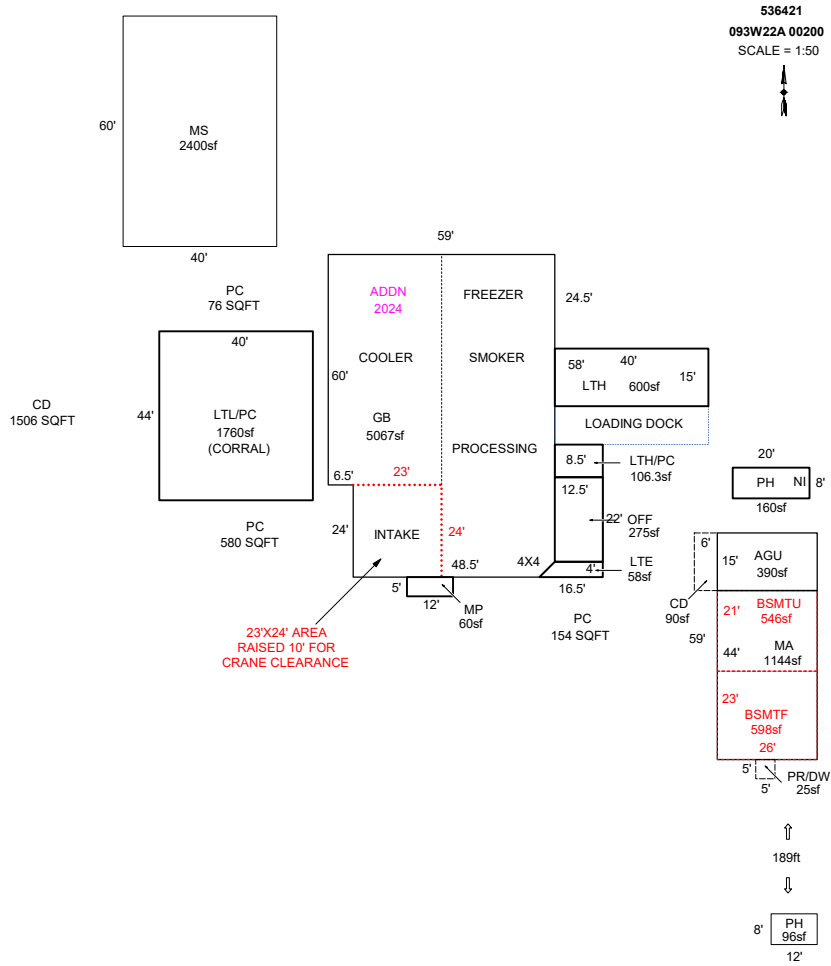 536421
093W22A 00200
SCALE = 1:50
60'
MS
2400sf
40'
PC
76 SQFT
59'
ADDN
2024
FREEZER
24.5'
COOLER
SMOKER
60'
GB
5067sf
PROCESSING
40'
44'
LTL/PC
1760sf
(CORRAL)
CD
1506 SQFT
58'
40'
15'
LTH
600sf
LOADING DOCK
8.5'
LTH/PC
106.3sf
12.5'
22'
OFF
275sf
6.5'
23'
24'
INTAKE
24'
48.5'
4X4
4'
LTE
58sf
16.5'
PC
580 SQFT
5'
12'
MP
60sf
PC
154 SQFT
23'X24' AREA
RAISED 10' FOR
CRANE CLEARANCE
20'
PH
NI
8'
160sf
6'
15'
AGU
390sf
CD
90sf
21'
BSMTU
546sf
59'
44'
MA
1144sf
23'
BSMTF
598sf
26'
5'
5'
PR/DW
25sf
189ft
8'
PH
96sf
12'